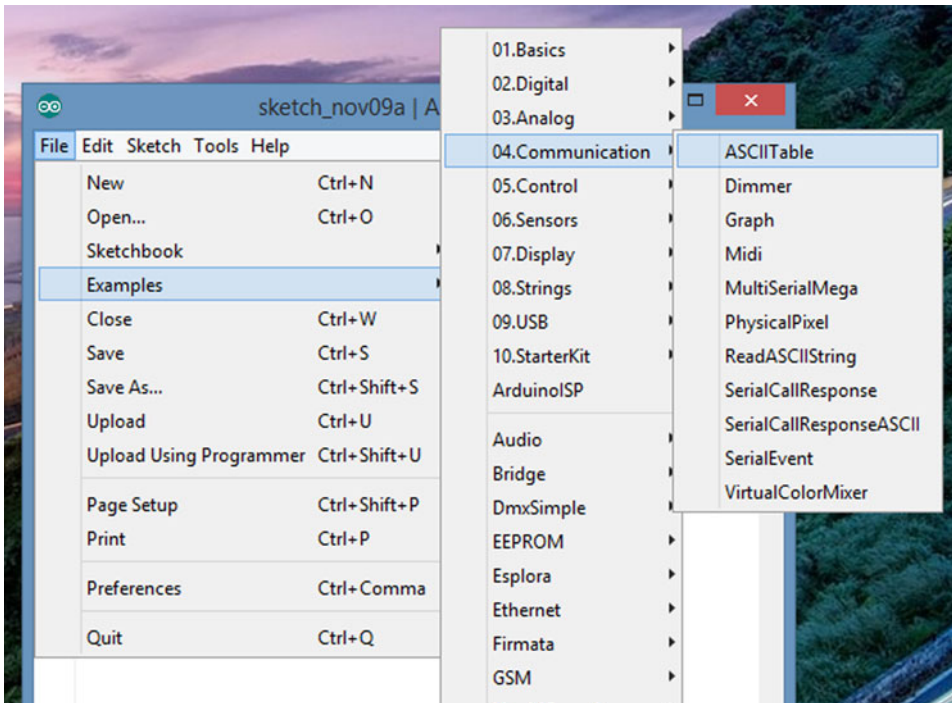 sketch_nov09a | A
File Edit Sketch Tools Help
New Ctrl+N
Open... Ctrl+O
Sketchbook
Examples
Close Ctrl+W
Save Ctrl+S
Save As... Ctrl+Shift+S
Upload Ctrl+U
Upload Using Programmer Ctrl+Shift+U
Page Setup Ctrl+Shift+P
Print Ctrl+P
Preferences Ctrl+Comma
Quit Ctrl+Q
01.Basics
02.Digital
03.Analog
04.Communication
05.Control
06.Sensors
07.Display
08.Strings
09.USB
10.StarterKit
ArduinoISP
Audio
Bridge
DmxSimple
EEPROM
Esplora
Ethernet
Firmata
GSM
ASCIITable
Dimmer
Graph
Midi
MultiSerialMega
PhysicalPixel
ReadASCIIString
SerialCallResponse
SerialCallResponseASCII
SerialEvent
VirtualColorMixer